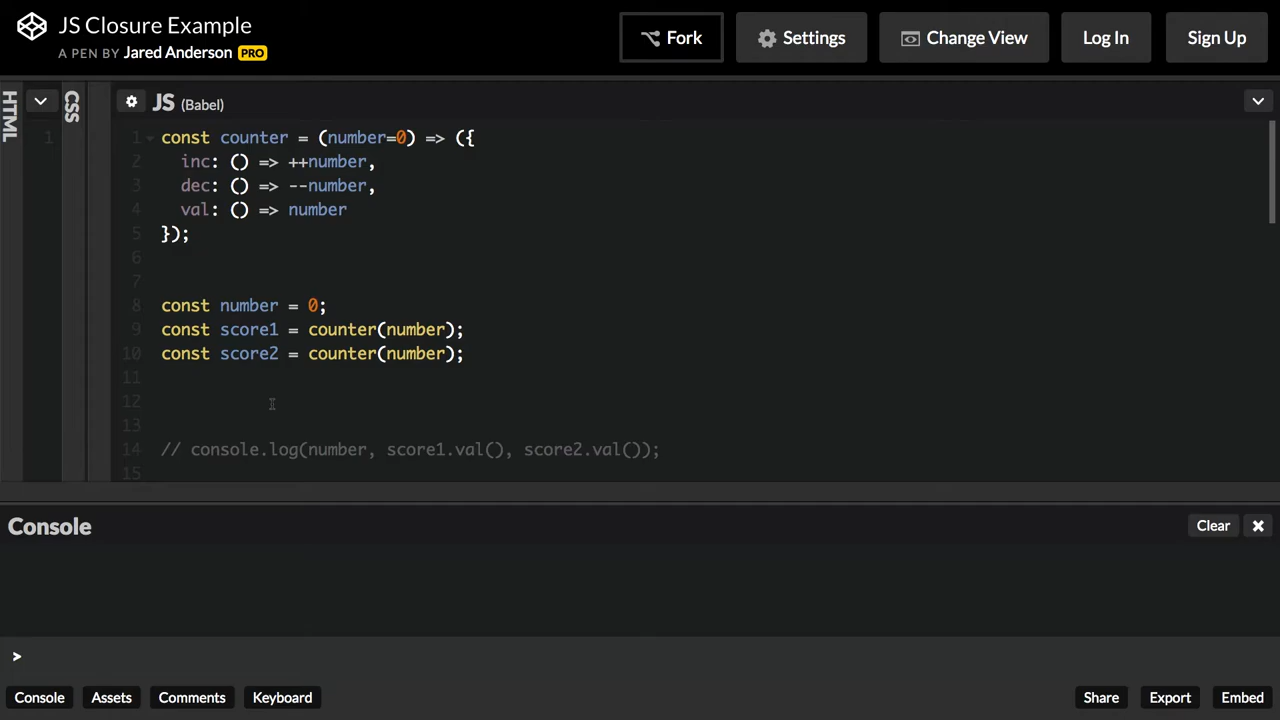 JS Closure Example
A PEN BY Jared Anderson PRO
Fork
Settings
Change View
Log In
Sign Up
HTML
CSS
JS (Babel)
1
1 const counter = (number=0) => ({
2 inc: () => ++number,
3 dec: () => --number,
4 val: () => number
5 });
6
7
8 const number = 0;
9 const score1 = counter(number);
10 const score2 = counter(number);
11
12
13
14 // console.log(number, score1.val(), score2.val());
15
Console
Clear
>
Console
Assets
Comments
Keyboard
Share
Export
Embed